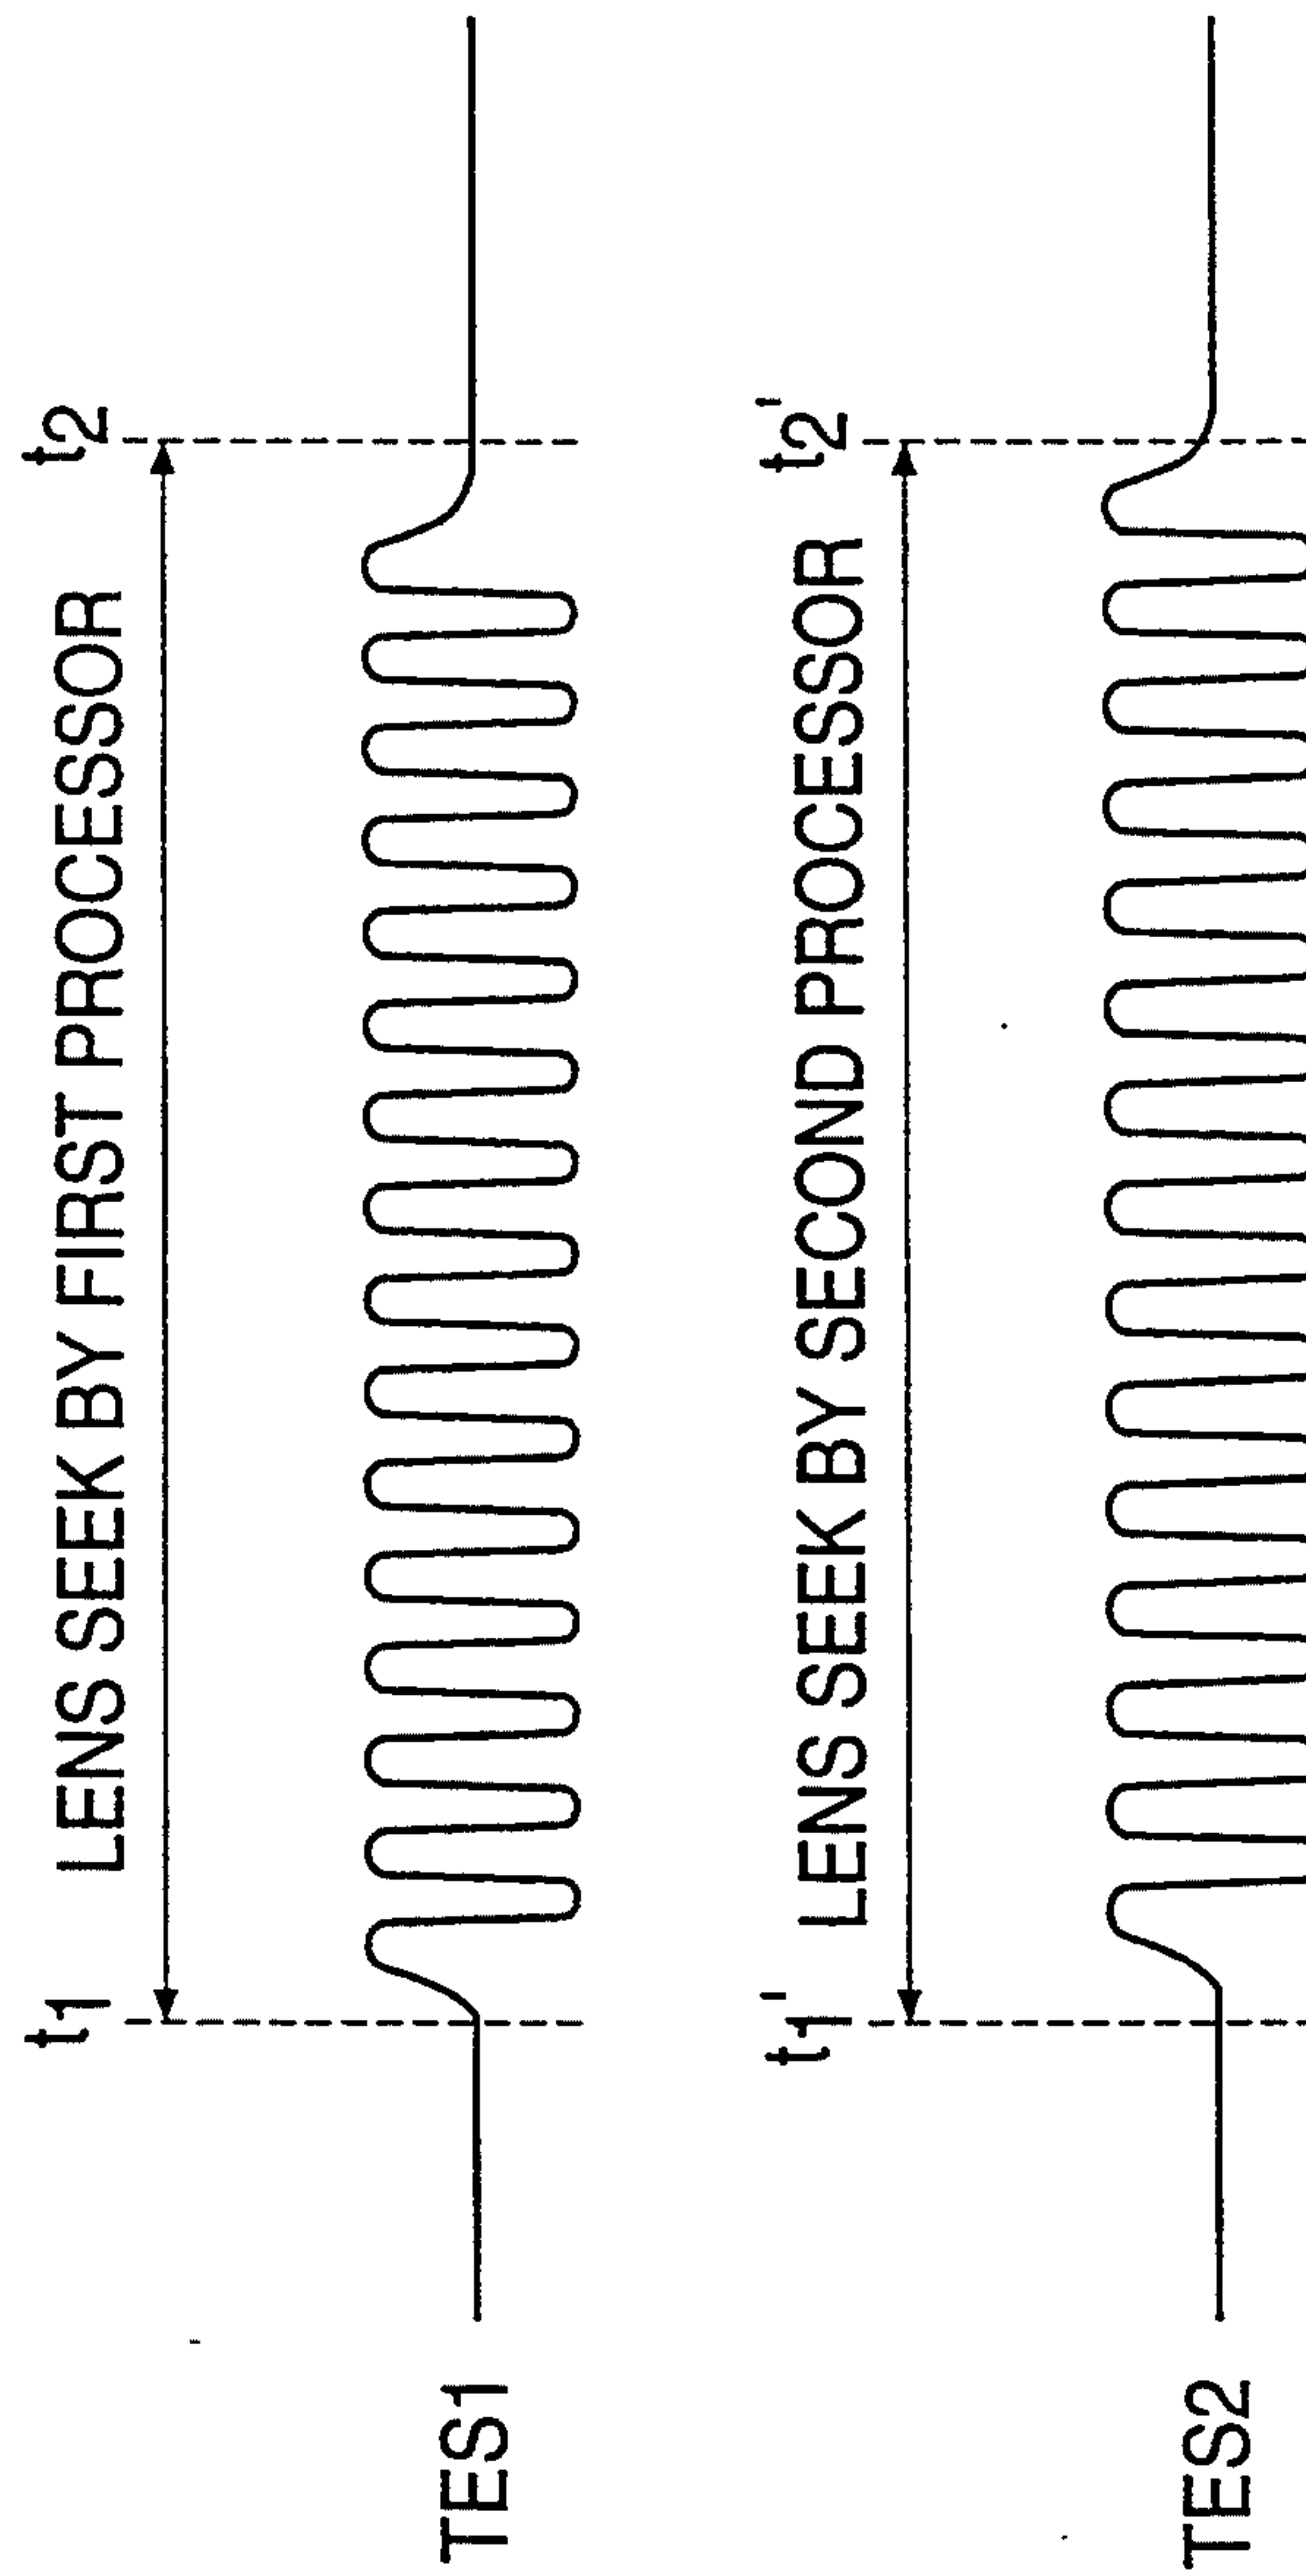 t1 LENS SEEK BY FIRST PROCESSOR t2
TES1
t1' LENS SEEK BY SECOND PROCESSOR t2'
TES2